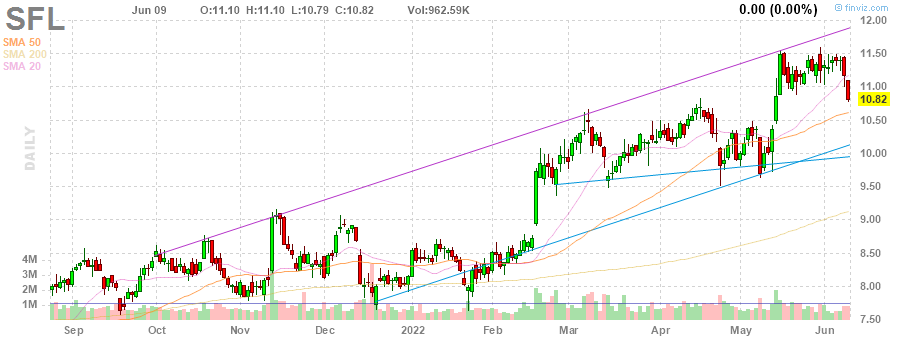 SFL
Jun 09 O:11.10 H:11.10 L:10.79 C:10.82 Vol:962.59K 0.00 (0.00%) © finviz.com
SMA 50
SMA 200
SMA 20
DAILY
12.00
11.50
11.00
10.82
10.50
10.00
9.50
9.00
8.50
8.00
7.50
4M
3M
2M
1M
Sep Oct Nov Dec 2022 Feb Mar Apr May Jun